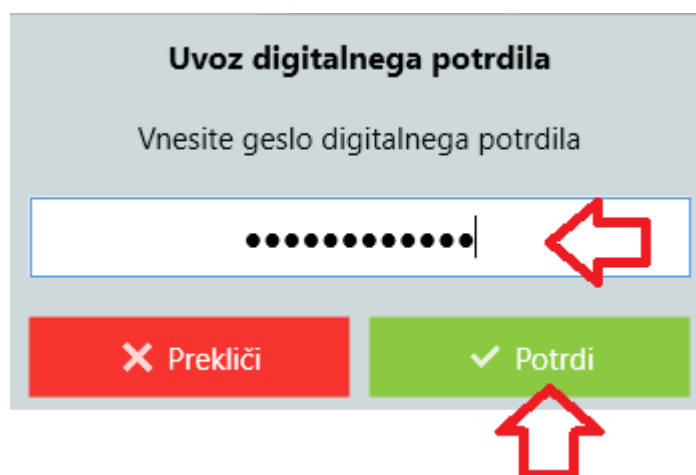 Uvoz digitalnega potrdila
Vnesite geslo digitalnega potrdila
●●●●●●●●●●●●
Prekliči
Potrdi